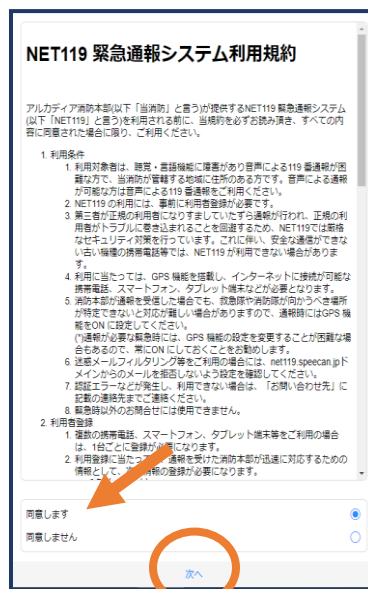 NET119 緊急通報システム利用規約
アルカディア消防本部(以下「当消防」と言う)が提供するNET119 緊急通報システム
(以下「NET119」と言う)を利用される前に、当規約を必ずお読み頂き、すべての内
容に同意された場合に限り、ご利用ください。
1. 利用条件
1. 利用対象者は、聴覚・言語機能に障害があり音声による119 番通報が困
難な方で、当消防が管轄する地域に住所のある方です。音声による通報
が可能な方は音声による119 番通報をご利用ください。
2. NET119 の利用には、事前に利用者登録が必要です。
3. 第三者が正規の利用者になりすましていたずら通報が行われ、正規の利
用者がトラブルに巻き込まれることを回避するため、NET119では厳格
なセキュリティ対策を行っています。これに伴い、安全な通信ができな
い古い機種の携帯電話等では、NET119 が利用できない場合がありま
す。
4. 利用に当たっては、GPS 機能を搭載し、インターネットに接続が可能な
携帯電話、スマートフォン、タブレット端末などが必要となります。
5. 消防本部が通報を受信した場合でも、救急隊や消防隊が向かうべき場所
が特定できないと対応が難しい場合がありますので、通報時にはGPS 機
能をON に設定してください。
(*)通報が必要な緊急時には、GPS 機能の設定を変更することが困難な場
合もあるので、常にON にしておくことをお勧めします。
6. 迷惑メールフィルタリング等をご利用の場合には、net119.speecan.jpド
メインからのメールを拒否しないよう設定を確認してください。
7. 認証エラーなどが発生し、利用できない場合は、「お問い合わせ先」に
記載の連絡先までご連絡ください。
8. 緊急時以外のお問合せには使用できません。
2. 利用者登録
1. 複数の携帯電話、スマートフォン、タブレット端末等をご利用の場合
は、1台ごとに登録が必要になります。
2. 利用登録に当たって 通報を受けた消防本部が迅速に対応するための
情報として、 情報の登録が必要になります。
同意します
同意しません
次へ